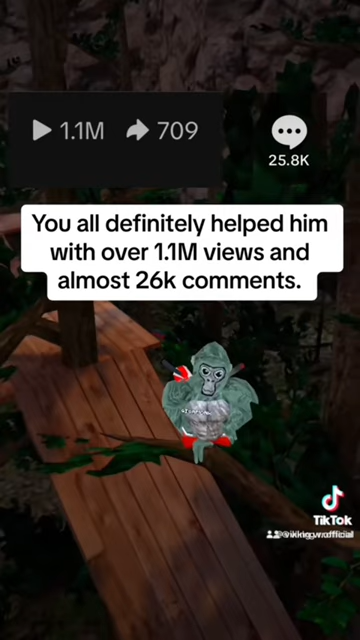 1.1M 709
25.8K
You all definitely helped him
with over 1.1M views and
almost 26k comments.
TikTok